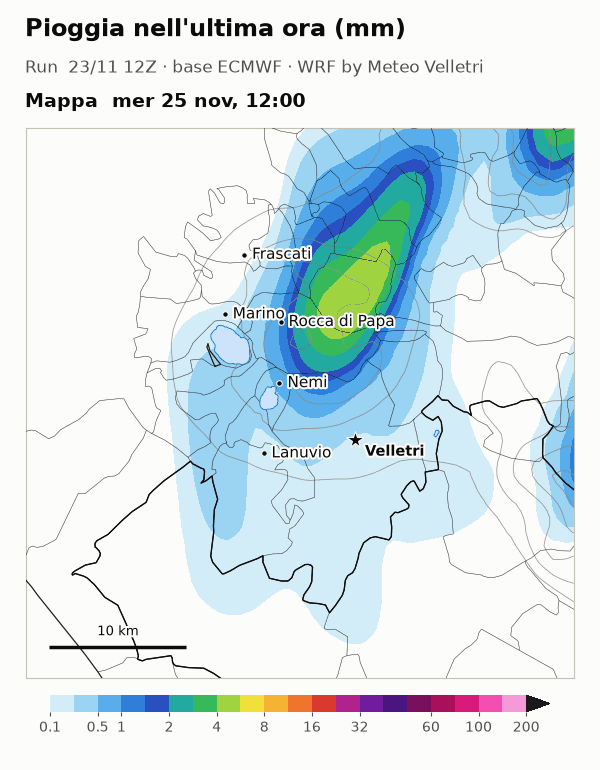 Pioggia nell'ultima ora (mm)
Run  23/11 12Z · base ECMWF · WRF by Meteo Velletri
Mappa  mer 25 nov, 12:00
Frascati
Marino
Rocca di Papa
Nemi
Velletri
Lanuvio
10 km
0.1 0.5 1 2 4 8 16 32 60 100 200